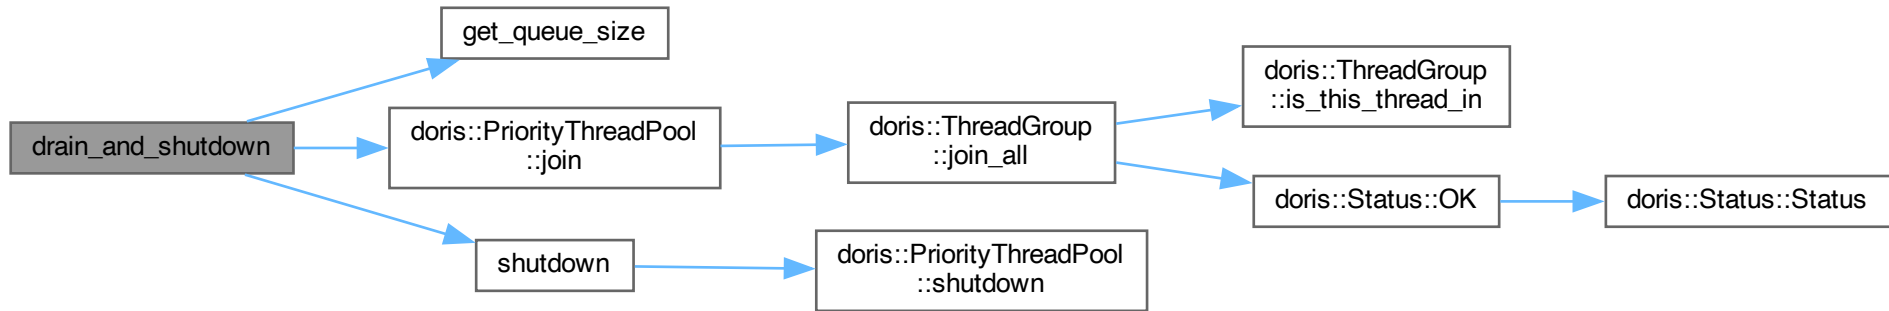 get_queue_size
drain_and_shutdown
doris::PriorityThreadPool
::join
doris::ThreadGroup
::join_all
doris::ThreadGroup
::is_this_thread_in
doris::Status::OK
doris::Status::Status
shutdown
doris::PriorityThreadPool
::shutdown